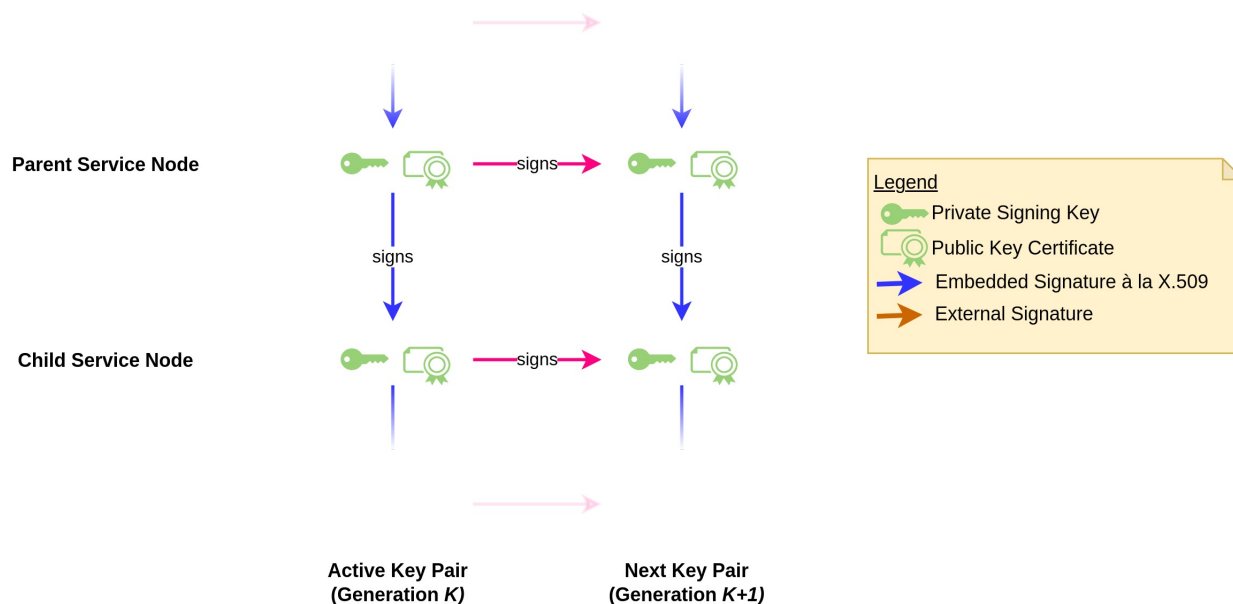 Parent Service Node
signs
signs
signs
Child Service Node
signs
Active Key Pair
(Generation K)
Next Key Pair
(Generation K+1)
Legend
Private Signing Key
Public Key Certificate
Embedded Signature à la X.509
External Signature